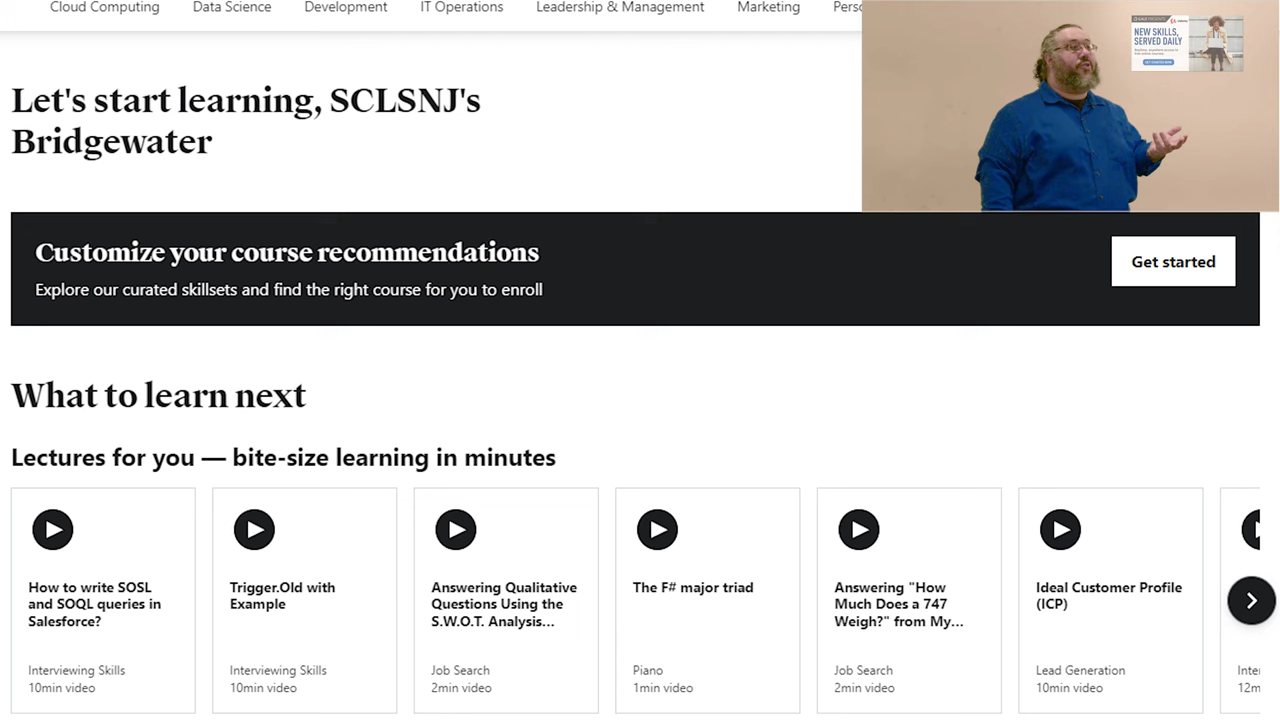 Cloud Computing
Data Science
Development
IT Operations
Leadership & Management
Marketing
NEW SKILLS,
SERVED DAILY
GET STARTED NOW
Let's start learning, SCLSNJ's
Bridgewater
Customize your course recommendations
Explore our curated skillsets and find the right course for you to enroll
Get started
What to learn next
Lectures for you — bite-size learning in minutes
How to write SOSL
and SOQL queries in
Salesforce?
Interviewing Skills
10min video
Trigger.Old with
Example
Interviewing Skills
10min video
Answering Qualitative
Questions Using the
S.W.O.T. Analysis...
Job Search
2min video
The F# major triad
Piano
1min video
Answering "How
Much Does a 747
Weigh?" from My...
Job Search
2min video
Ideal Customer Profile
(ICP)
Lead Generation
10min video